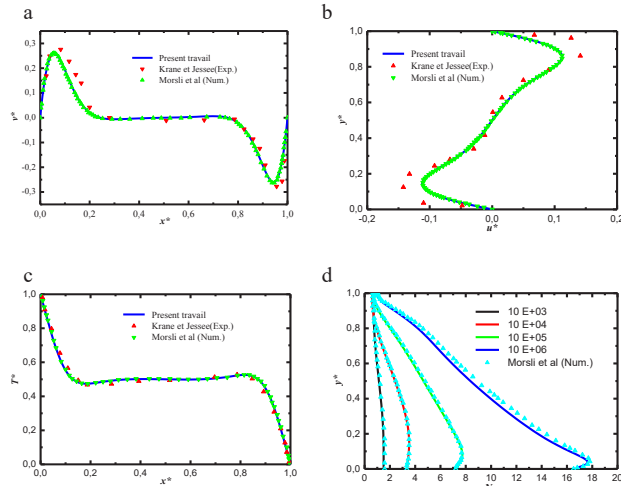 a
0,3
0,2
0,1
0,0
-0,1
-0,2
-0,3
v*
0,0 0,2 0,4 0,6 0,8 1,0
x*
Present travail
Krane et Jessee(Exp.)
Morsli et al (Num.)
b
1,0
0,8
0,6
0,4
0,2
0,0
y*
-0,2 -0,1 0,0 0,1 0,2
u*
Present travail
Krane et Jessee(Exp.)
Morsli et al (Num.)
c
1,0
0,8
0,6
0,4
0,2
0,0
T*
0,0 0,2 0,4 0,6 0,8 1,0
x*
Present travail
Krane et Jessee(Exp.)
Morsli et al (Num.)
d
1,0
0,8
0,6
0,4
0,2
0,0
y*
0 2 4 6 8 10 12 14 16 18 20
10 E+03
10 E+04
10 E+05
10 E+06
Morsli et al (Num.)